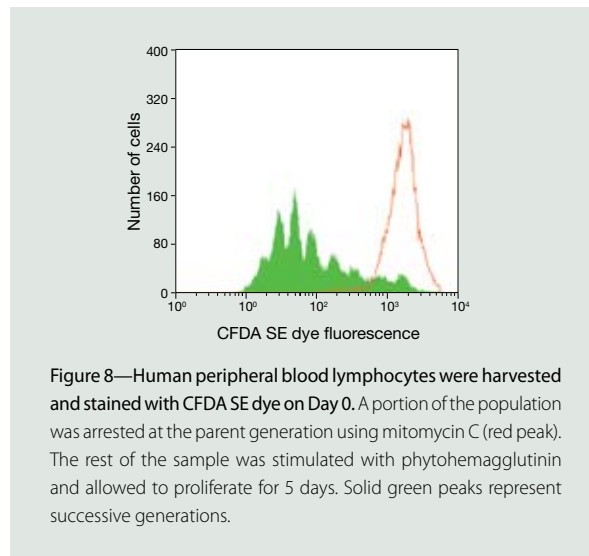 400
320
240
160
80
0
Number of cells
10⁰ 10⁰ 10² 10³ 10⁴
CFDA SE dye fluorescence
Figure 8—Human peripheral blood lymphocytes were harvested
and stained with CFDA SE dye on Day 0. A portion of the population
was arrested at the parent generation using mitomycin C (red peak).
The rest of the sample was stimulated with phytohemagglutinin
and allowed to proliferate for 5 days. Solid green peaks represent
successive generations.